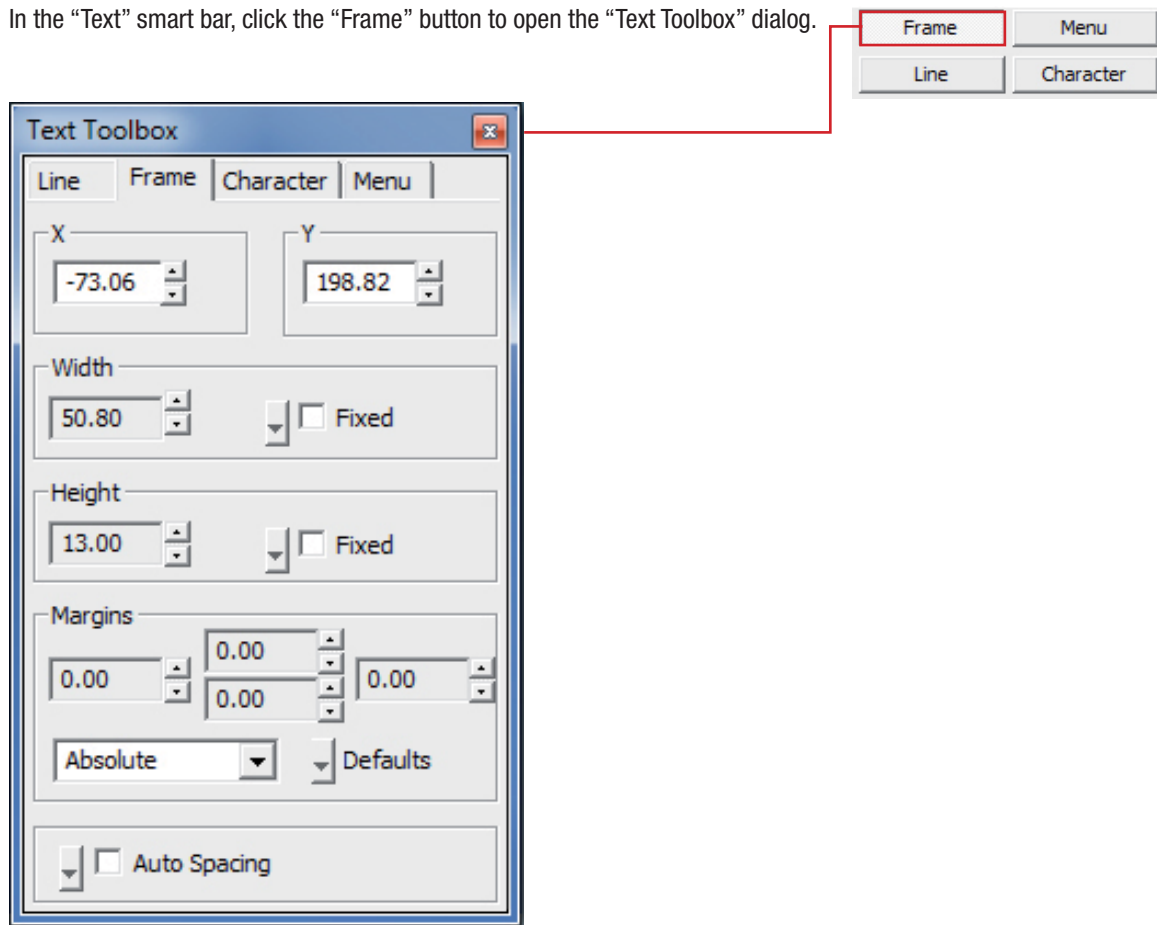 In the “Text” smart bar, click the “Frame” button to open the “Text Toolbox” dialog.
Frame Menu
Line Character
Text Toolbox
Line Frame Character Menu
X Y
-73.06 198.82
Width
50.80 Fixed
Height
13.00 Fixed
Margins
0.00
0.00 0.00
0.00
Absolute Defaults
Auto Spacing